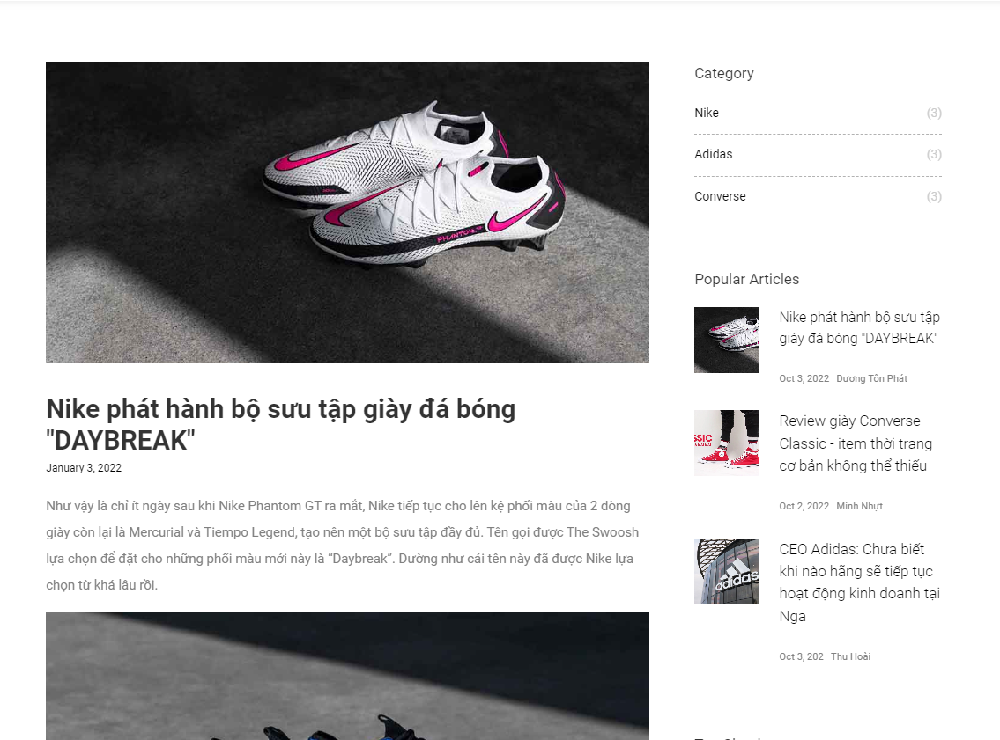 PHANTOM
Nike phát hành bộ sưu tập giày đá bóng
"DAYBREAK"
January 3, 2022
Như vậy là chỉ ít ngày sau khi Nike Phantom GT ra mắt, Nike tiếp tục cho lên kệ phối màu của 2 dòng
giày còn lại là Mercurial và Tiempo Legend, tạo nên một bộ sưu tập đầy đủ. Tên gọi được The Swoosh
lựa chọn để đặt cho những phối màu mới này là “Daybreak”. Dường như cái tên này đã được Nike lựa
chọn từ khá lâu rồi.
Category
Nike (3)
Adidas (3)
Converse (3)
Popular Articles
Nike phát hành bộ sưu tập
giày đá bóng "DAYBREAK"
Oct 3, 2022 Dương Tôn Phát
SSIC
Review giày Converse
Classic - item thời trang
cơ bản không thể thiếu
Oct 2, 2022 Minh Nhựt
adidas
CEO Adidas: Chưa biết
khi nào hãng sẽ tiếp tục
hoạt động kinh doanh tại
Nga
Oct 3, 202 Thu Hoài